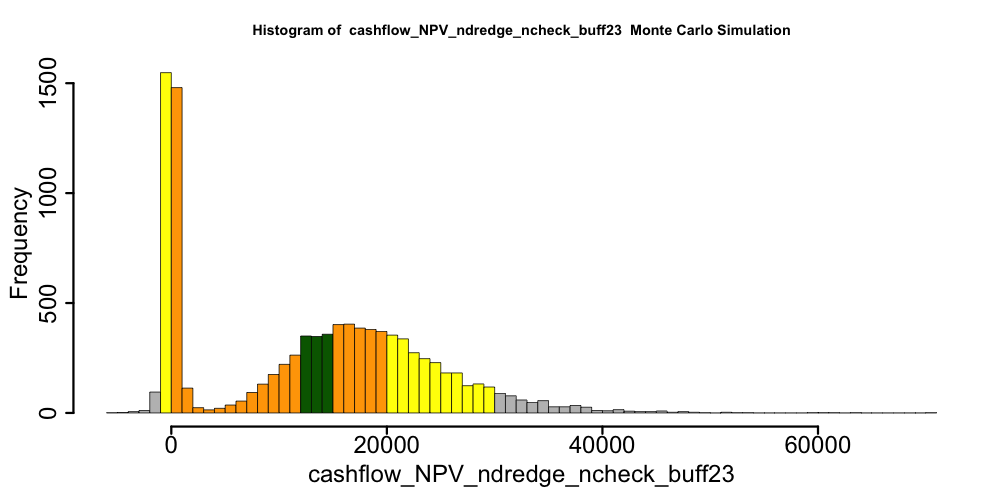 Histogram of  cashflow_NPV_ndredge_ncheck_buff23  Monte Carlo Simulation
Frequency
1500
1000
500
0
0 20000 40000 60000
cashflow_NPV_ndredge_ncheck_buff23